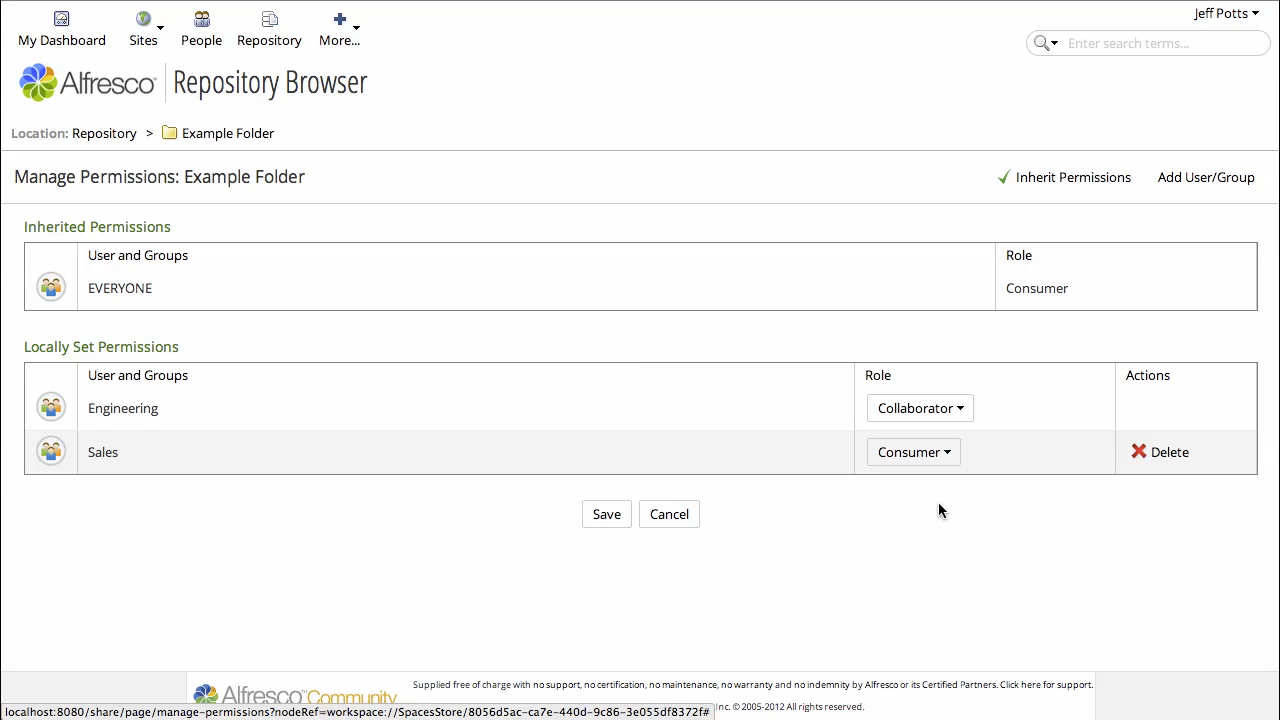 Jeff Potts
My Dashboard Sites People Repository More...
Enter search terms...
Alfresco™ Repository Browser
Location: Repository > Example Folder
Manage Permissions: Example Folder
Inherit Permissions Add User/Group
Inherited Permissions
User and Groups Role
EVERYONE Consumer
Locally Set Permissions
User and Groups Role Actions
Engineering Collaborator
Sales Consumer Delete
Save Cancel
Alfresco™ Community
Supplied free of charge with no support, no certification, no maintenance, no warranty and no indemnity by Alfresco or its Certified Partners. Click here for support.
Inc. © 2005-2012 All rights reserved.
localhost:8080/share/page/manage-permissions?nodeRef=workspace://SpacesStore/8056d5ac-ca7e-440d-9c86-3e055df8372f#